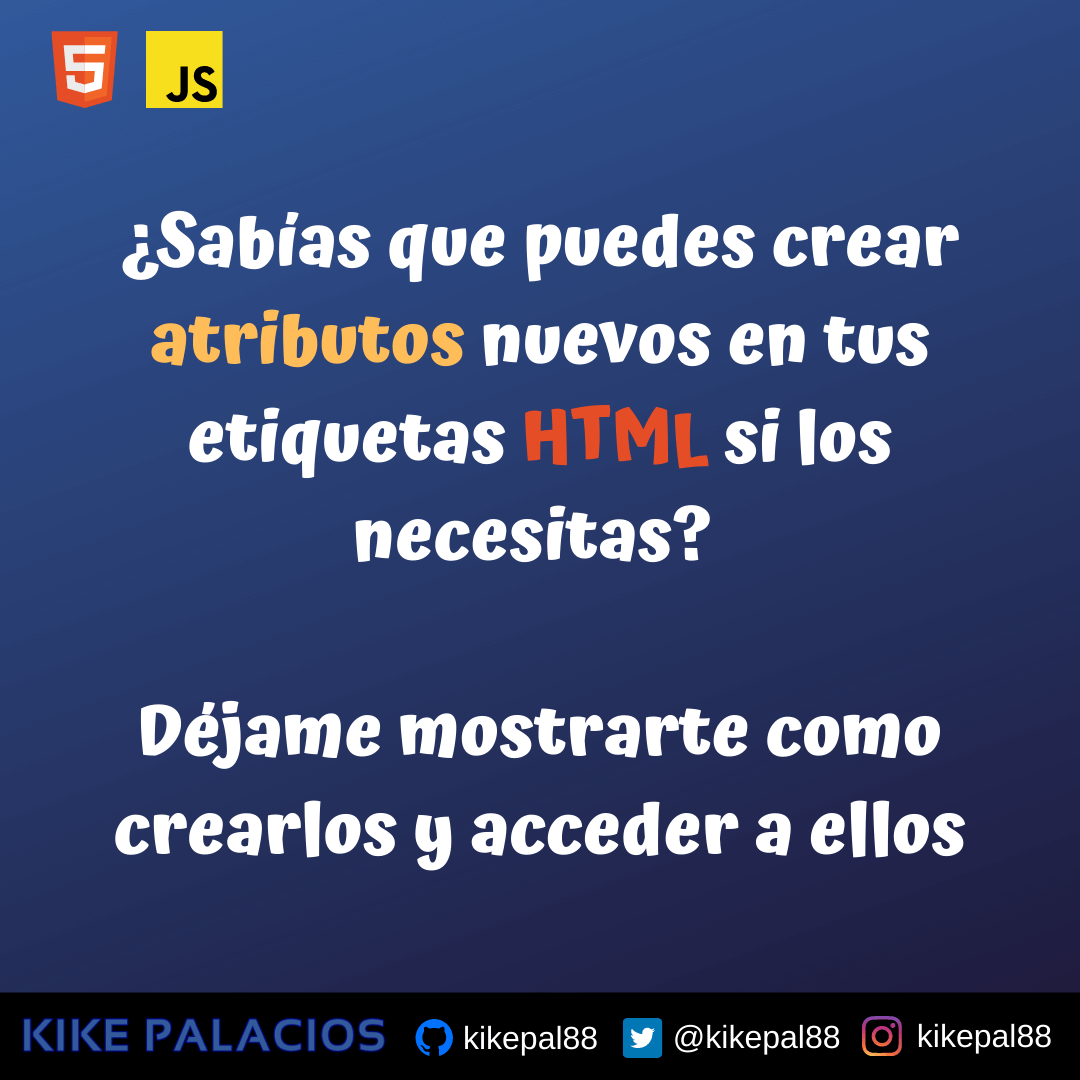 5
JS
¿Sabías que puedes crear
atributos nuevos en tus
etiquetas HTML si los
necesitas?
Déjame mostrarte como
crearlos y acceder a ellos
KIKE PALACIOS kikepal88 @kikepal88 kikepal88